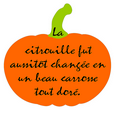 La
citrouille fut
aussitôt changée en
un beau carrosse
tout doré.